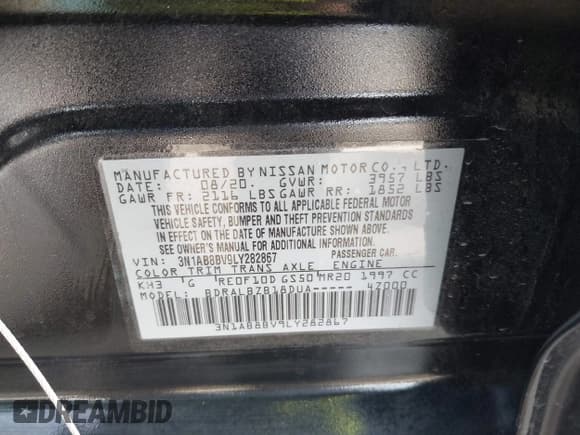 MANUFACTURED BY NISSAN MOTOR CO., LTD.
DATE: 08/20. GVWR: 3957 LBS
GAWR FR: 2116 LBS GAWR RR: 1852 LBS
THIS VEHICLE CONFORMS TO ALL APPLICABLE FEDERAL MOTOR
VEHICLE SAFETY, BUMPER AND THEFT PREVENTION STANDARDS
IN EFFECT ON THE DATE OF MANUFACTURE SHOWN ABOVE.
SEE OWNER'S MANUAL FOR ADDITIONAL INFORMATION.
VIN: 3N1AB8BV9LY282867 PASSENGER CAR.
COLOR TRIM TRANS AXLE ENGINE
KH3 G RE0F10D GS50 MR20 1997 CC
MODEL: BDRALB7B18DUA----- 47000
3N1AB8BV9LY282867
DREAMBID